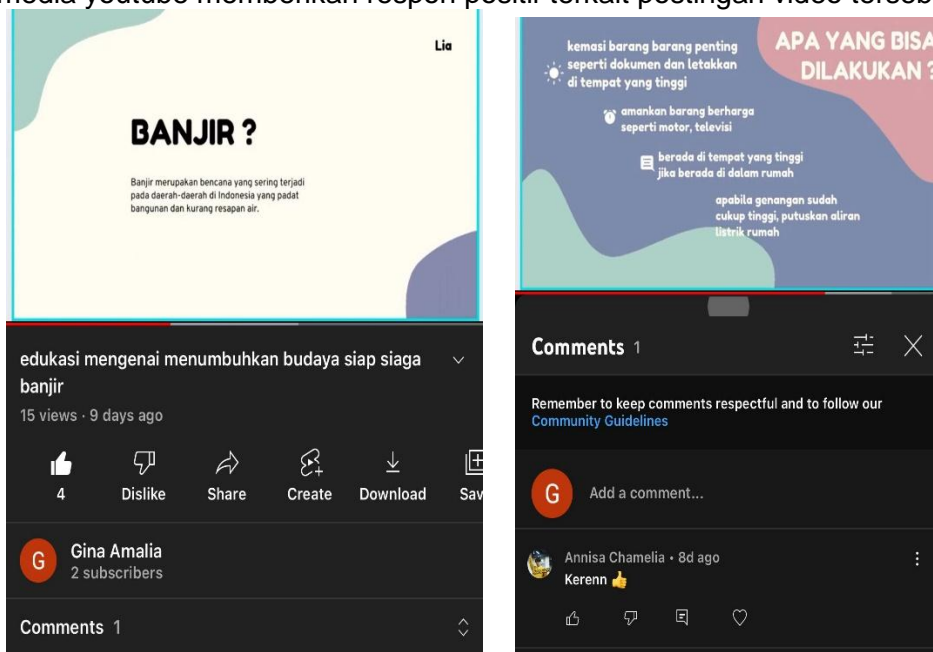 media youtube memberikan respon positif terkait postingan video terseb
Lia
BANJIR ?
Banjir merupakan bencana yang sering terjadi
pada daerah-daerah di Indonesia yang padat
bangunan dan kurang resapan air.
edukasi mengenai menumbuhkan budaya siap siaga
banjir
15 views · 9 days ago
4
Dislike
Share
Create
Download
Sav
G
Gina Amalia
2 subscribers
Comments 1
APA YANG BISA
DILAKUKAN ?
kemasi barang barang penting
seperti dokumen dan letakkan
di tempat yang tinggi
amankan barang berharga
seperti motor, televisi
berada di tempat yang tinggi
jika berada di dalam rumah
apabila genangan sudah
cukup tinggi, putuskan aliran
listrik rumah
Comments 1
Remember to keep comments respectful and to follow our
Community Guidelines
G
Add a comment...
Annisa Chamelia • 8d ago
Kerenn 👍